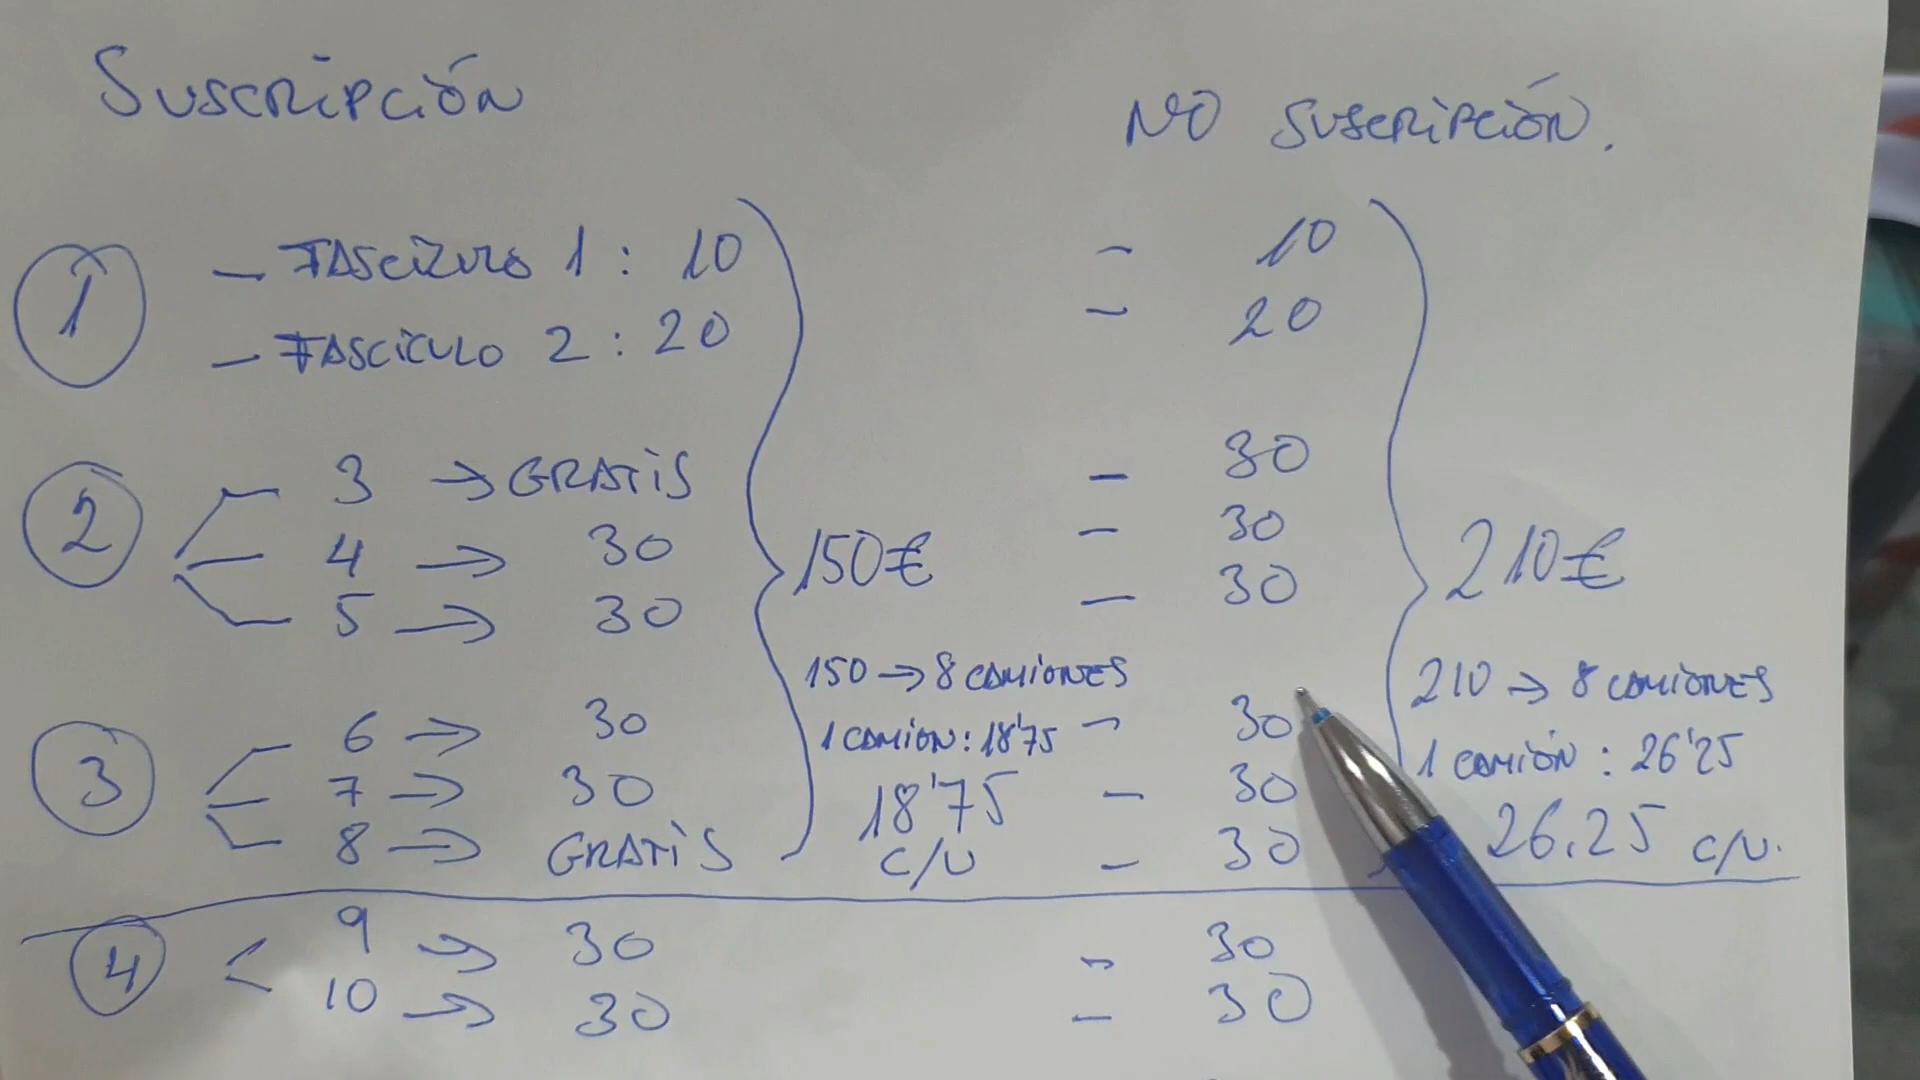 Suscripción
NO SUSCRIPCIÓN.
1 - FASCÍCULO 1 : 10 - 10
- FASCÍCULO 2 : 20 - 20
2 3 → GRATIS - 30
4 → 30 - 30
5 → 30 - 30
150€ 210€
150 → 8 CAMIONES 210 → 8 CAMIONES
3 6 → 30 1 CAMIÓN : 18'75 - 30 1 CAMIÓN : 26'25
7 → 30 18'75 - 30 26.25 C/U.
8 → GRATIS C/U - 30
4 9 → 30 - 30
10 → 30 - 30